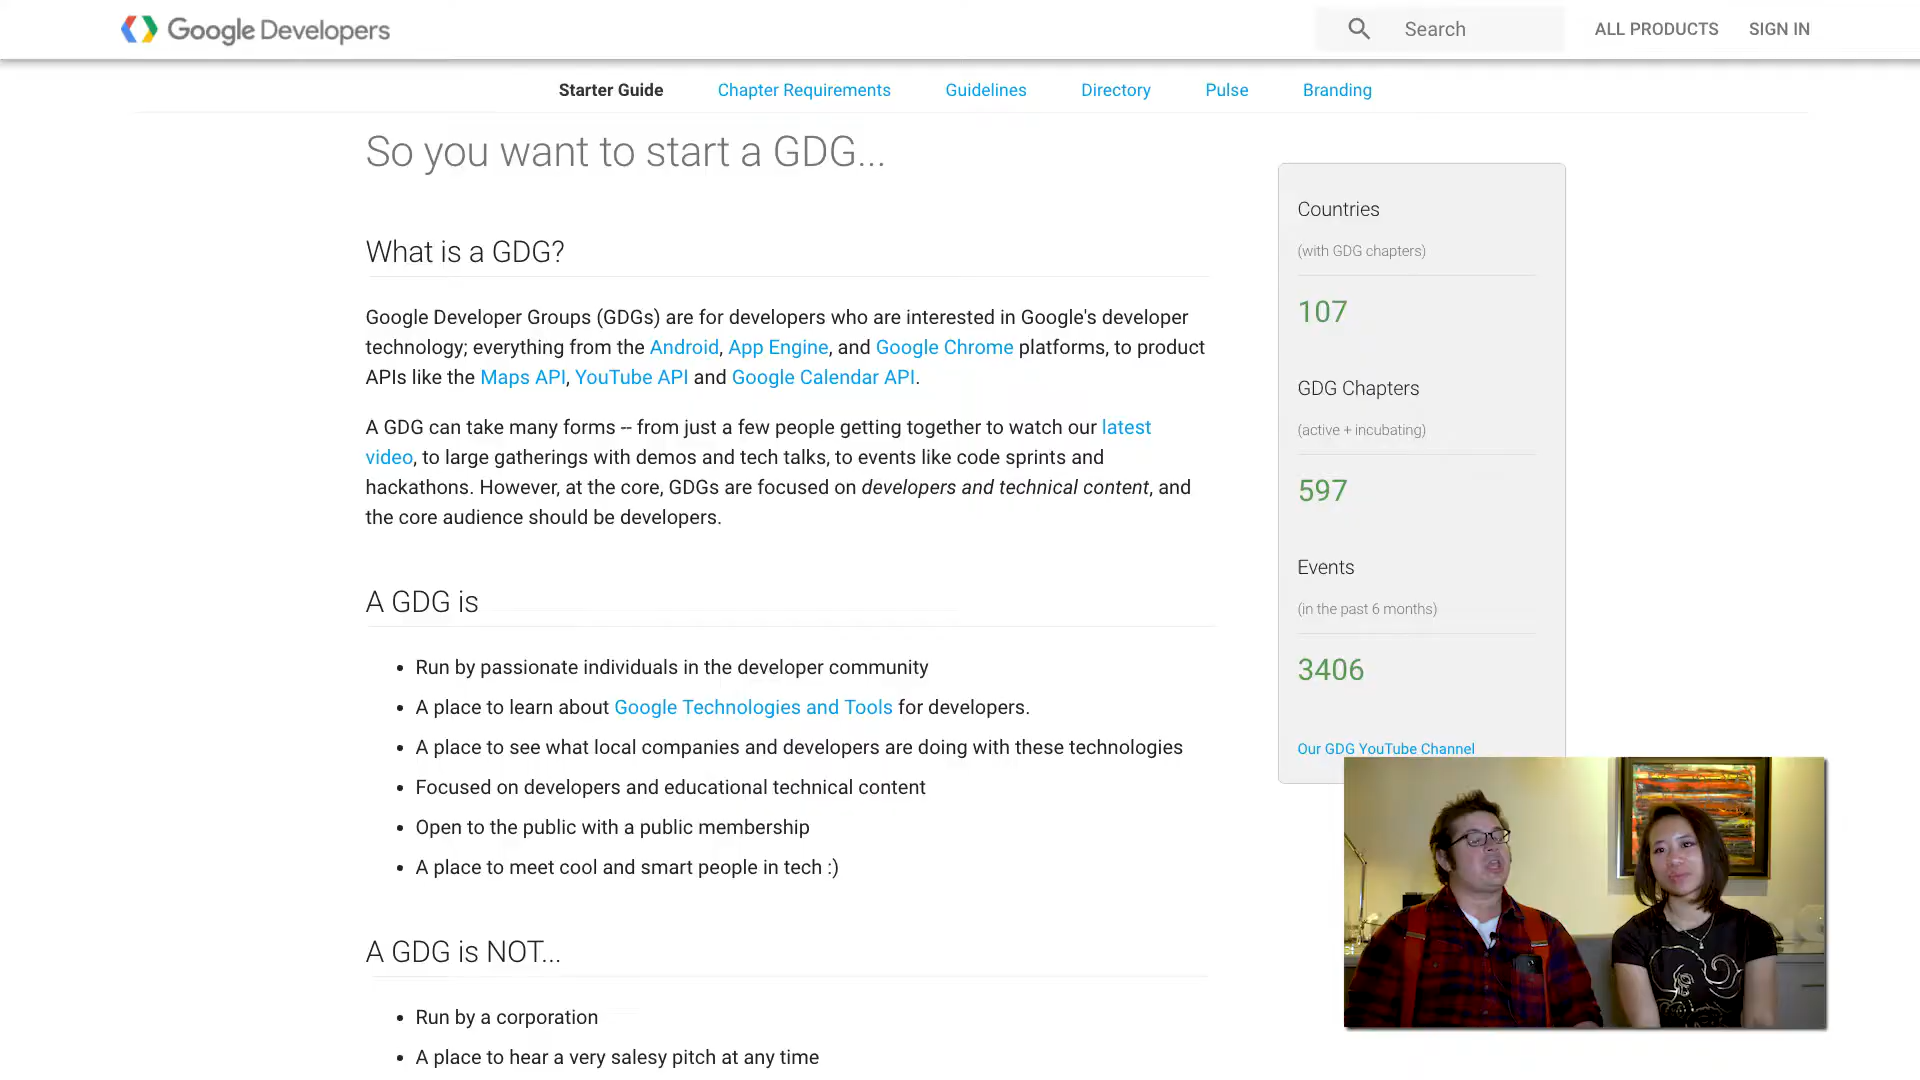 Google Developers
Search
ALL PRODUCTS
SIGN IN
Starter Guide
Chapter Requirements
Guidelines
Directory
Pulse
Branding
So you want to start a GDG...
What is a GDG?
Google Developer Groups (GDGs) are for developers who are interested in Google's developer
technology; everything from the Android, App Engine, and Google Chrome platforms, to product
APIs like the Maps API, YouTube API and Google Calendar API.
A GDG can take many forms -- from just a few people getting together to watch our latest
video, to large gatherings with demos and tech talks, to events like code sprints and
hackathons. However, at the core, GDGs are focused on developers and technical content, and
the core audience should be developers.
A GDG is
• Run by passionate individuals in the developer community
• A place to learn about Google Technologies and Tools for developers.
• A place to see what local companies and developers are doing with these technologies
• Focused on developers and educational technical content
• Open to the public with a public membership
• A place to meet cool and smart people in tech :)
A GDG is NOT...
• Run by a corporation
• A place to hear a very salesy pitch at any time
Countries
(with GDG chapters)
107
GDG Chapters
(active + incubating)
597
Events
(in the past 6 months)
3406
Our GDG YouTube Channel